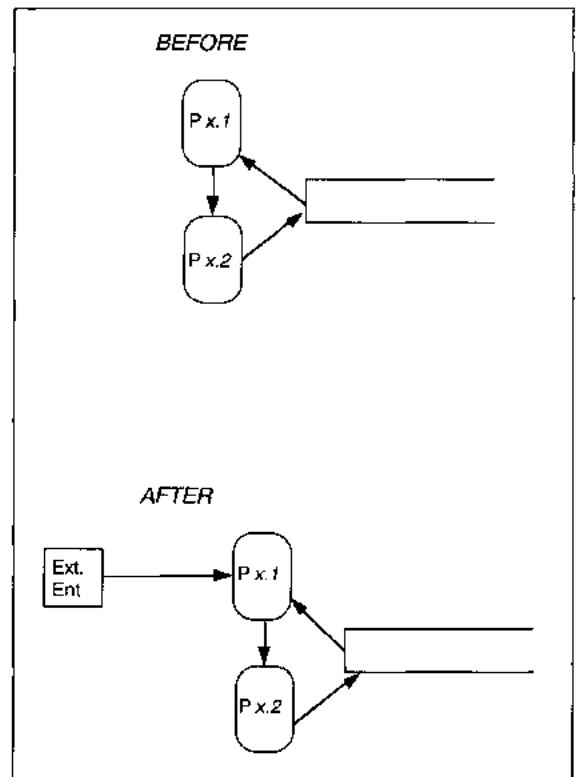 BEFORE
P x.1
P x.2
AFTER
Ext.
Ent
P x.1
P x.2